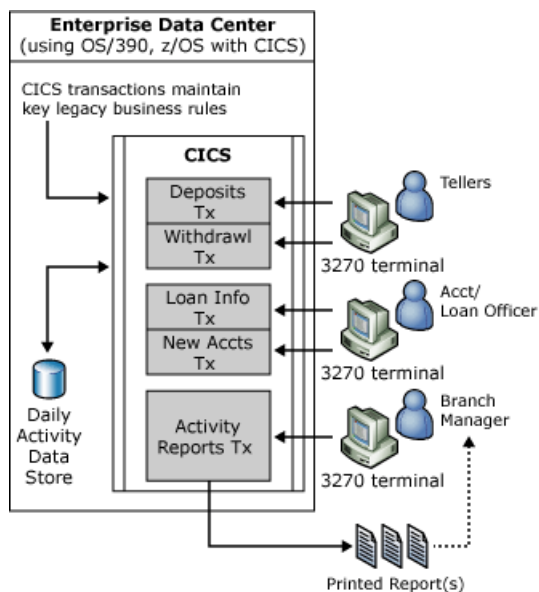 Enterprise Data Center
(using OS/390, z/OS with CICS)
CICS transactions maintain
key legacy business rules
CICS
Deposits
Tx
Withdrawl
Tx
Loan Info
Tx
New Accts
Tx
Activity
Reports Tx
Daily
Activity
Data
Store
Tellers
3270 terminal
Acct/
Loan Officer
3270 terminal
Branch
Manager
3270 terminal
Printed Report(s)